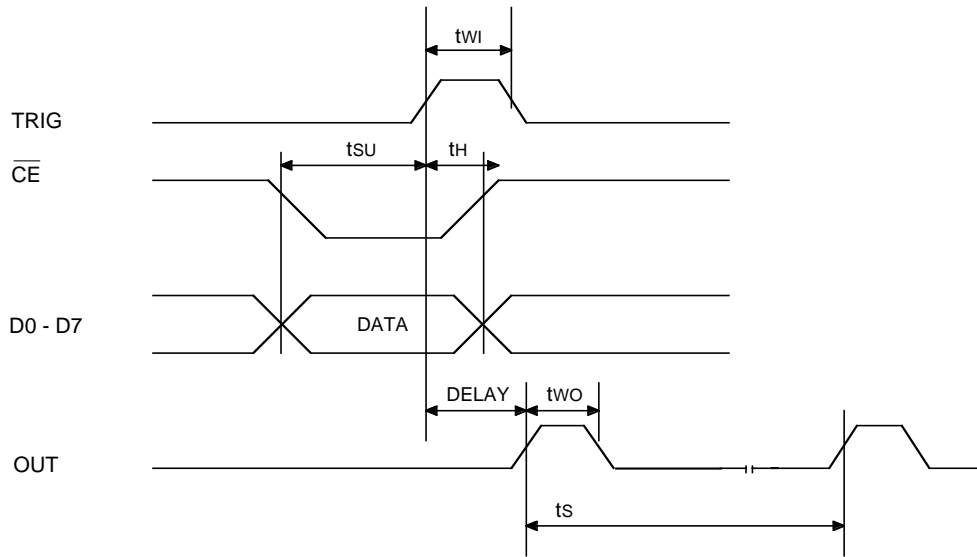 tWI
TRIG
tSU tH
CE
D0 - D7 DATA
DELAY tWO
OUT
tS